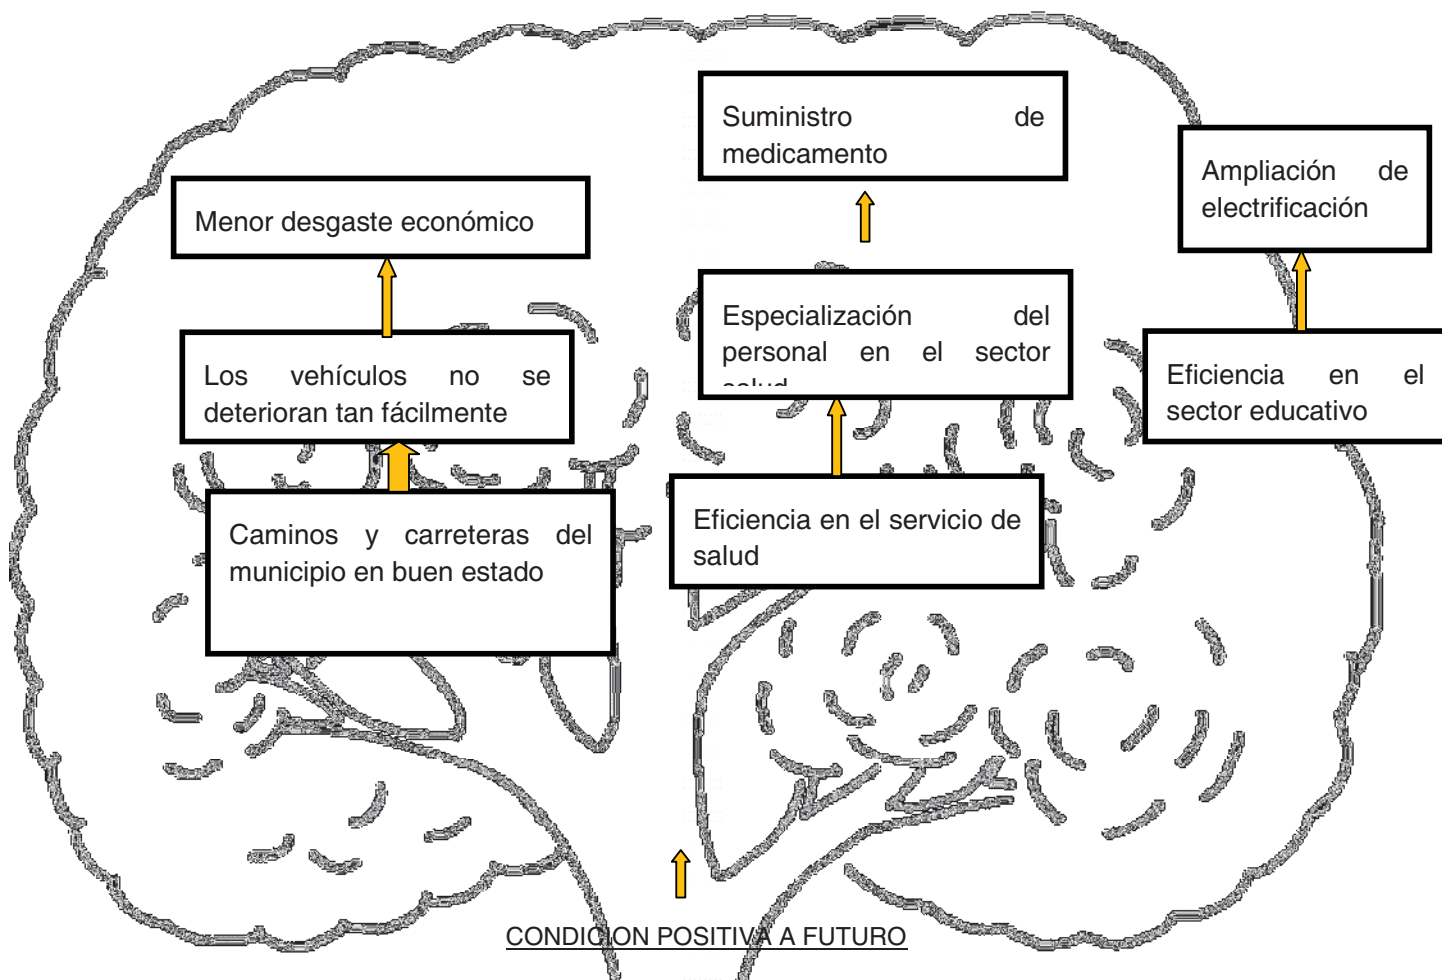 Suministro de
medicamento
Ampliación de
electrificación
Menor desgaste económico
Especialización del
personal en el sector
salud
Los vehículos no se
deterioran tan fácilmente
Eficiencia en el
sector educativo
Caminos y carreteras del
municipio en buen estado
Eficiencia en el servicio de
salud
CONDICION POSITIVA A FUTURO